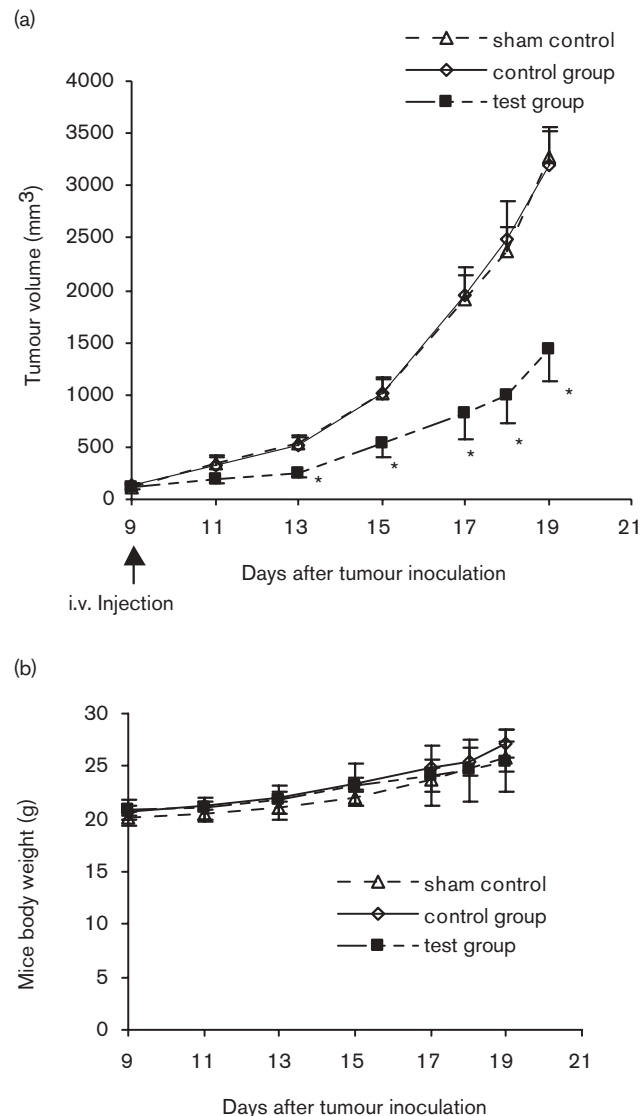 (a)
sham control
control group
test group
4000
3500
3000
2500
2000
1500
1000
500
0
Tumour volume (mm³)
* * * * *
9 11 13 15 17 19 21
Days after tumour inoculation
i.v. Injection
(b)
30
25
20
15
10
5
0
Mice body weight (g)
sham control
control group
test group
9 11 13 15 17 19 21
Days after tumour inoculation